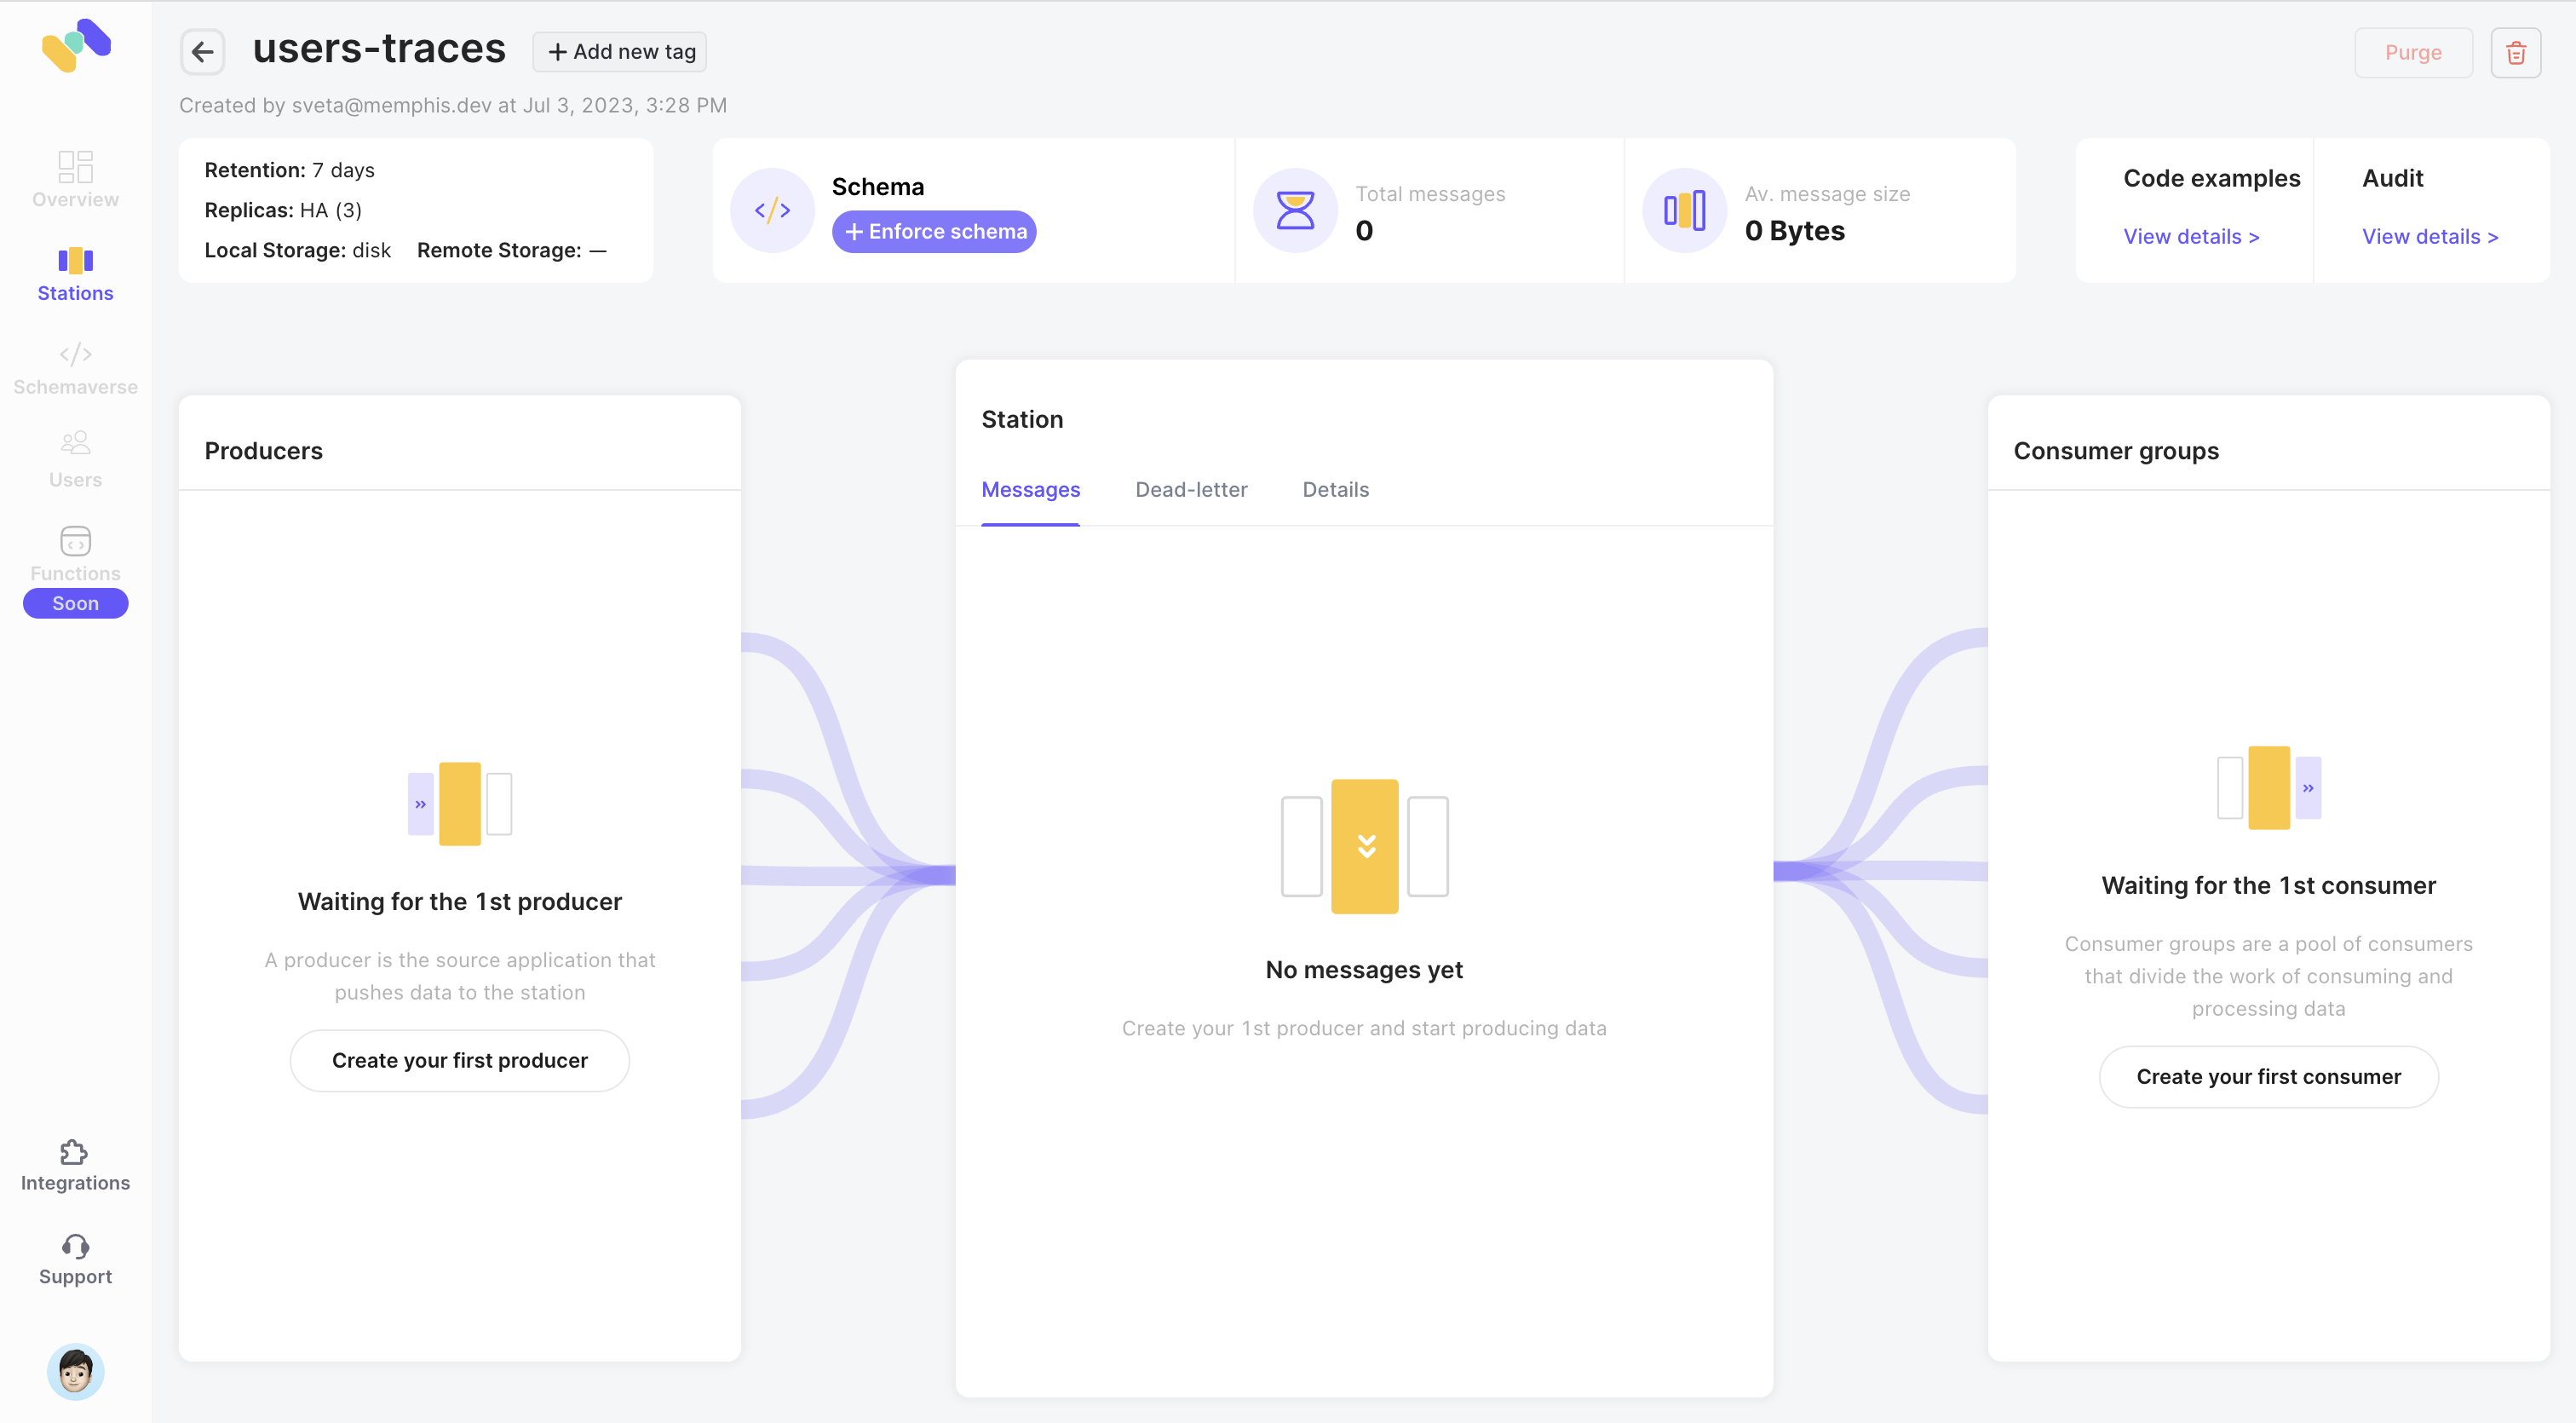 users-traces
+ Add new tag
Purge
Created by sveta@memphis.dev at Jul 3, 2023, 3:28 PM
Overview
Stations
Schemaverse
Users
Functions
Soon
Integrations
Support
Retention: 7 days
Replicas: HA (3)
Local Storage: disk Remote Storage: —
Schema
+ Enforce schema
Total messages
0
Av. message size
0 Bytes
Code examples
View details >
Audit
View details >
Producers
Waiting for the 1st producer
A producer is the source application that
pushes data to the station
Create your first producer
Station
Messages Dead-letter Details
No messages yet
Create your 1st producer and start producing data
Consumer groups
Waiting for the 1st consumer
Consumer groups are a pool of consumers
that divide the work of consuming and
processing data
Create your first consumer